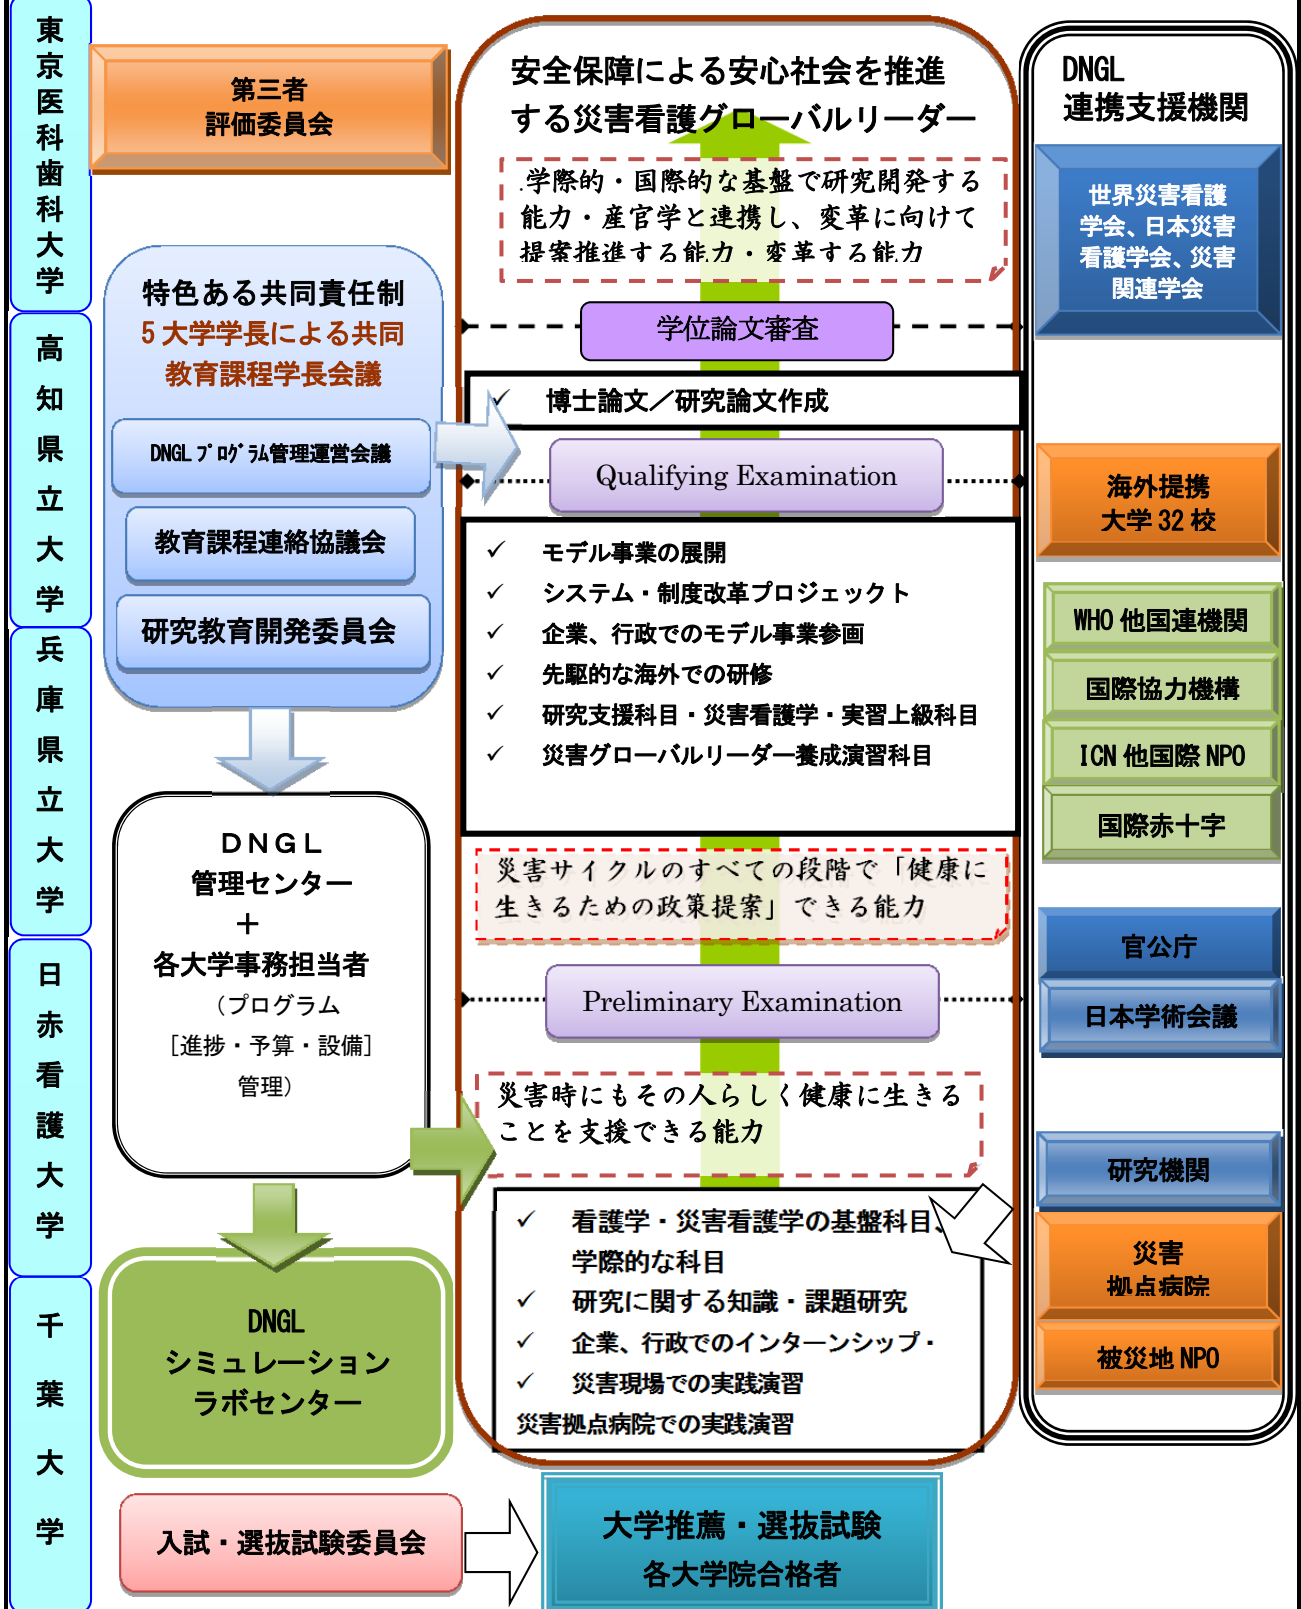 東京医科歯科大学
高知県立大学
兵庫県立大学
日赤看護大学
千葉大学
第三者
評価委員会
特色ある共同責任制
5大学学長による共同
教育課程学長会議
DNGLﾌﾟﾛｸﾞﾗﾑ管理運営会議
教育課程連絡協議会
研究教育開発委員会
ＤＮＧＬ
管理センター
＋
各大学事務担当者
（プログラム
［進捗・予算・設備］
管理）
DNGL
シミュレーション
ラボセンター
入試・選抜試験委員会
安全保障による安心社会を推進
する災害看護グローバルリーダー
.学際的・国際的な基盤で研究開発する
能力・産官学と連携し、変革に向けて
提案推進する能力・変革する能力
学位論文審査
✓ 博士論文／研究論文作成
Qualifying Examination
✓ モデル事業の展開
✓ システム・制度改革プロジェックト
✓ 企業、行政でのモデル事業参画
✓ 先駆的な海外での研修
✓ 研究支援科目・災害看護学・実習上級科目
✓ 災害グローバルリーダー養成演習科目
災害サイクルのすべての段階で「健康に
生きるための政策提案」できる能力
Preliminary Examination
災害時にもその人らしく健康に生きる
ことを支援できる能力
✓ 看護学・災害看護学の基盤科目、
学際的な科目
✓ 研究に関する知識・課題研究
✓ 企業、行政でのインターンシップ・
✓ 災害現場での実践演習
災害拠点病院での実践演習
大学推薦・選抜試験
各大学院合格者
DNGL
連携支援機関
世界災害看護
学会、日本災害
看護学会、災害
関連学会
海外提携
大学32校
WHO他国連機関
国際協力機構
ICN他国際NPO
国際赤十字
官公庁
日本学術会議
研究機関
災害
拠点病院
被災地NPO